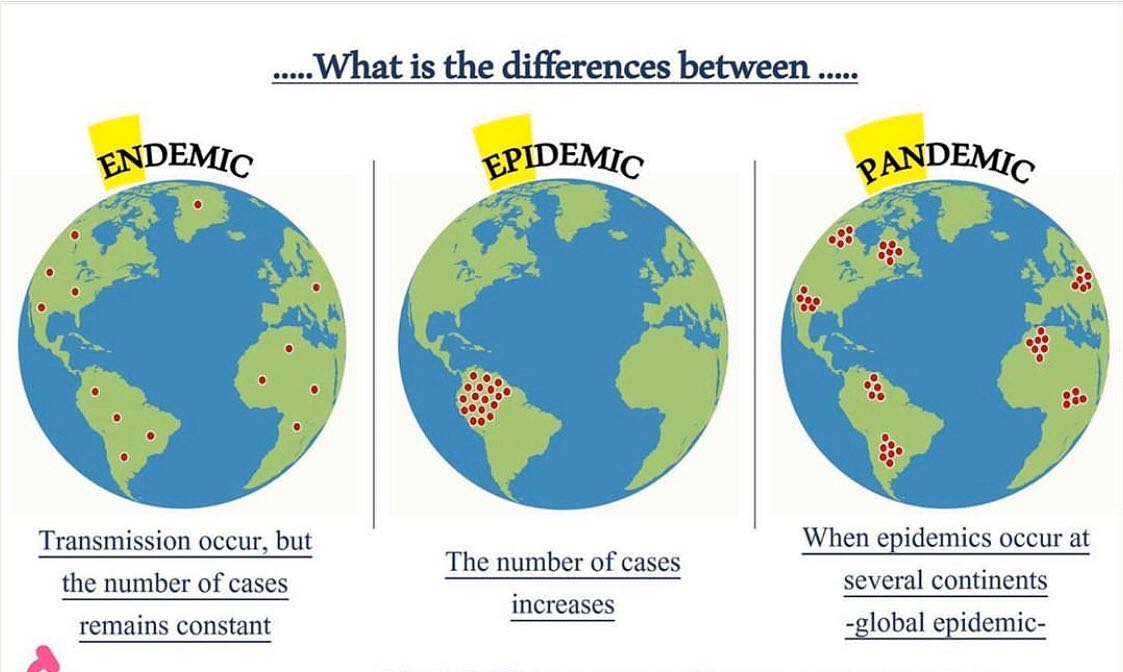 .....What is the differences between .....
ENDEMIC
EPIDEMIC
PANDEMIC
Transmission occur, but
the number of cases
remains constant
The number of cases
increases
When epidemics occur at
several continents
-global epidemic-